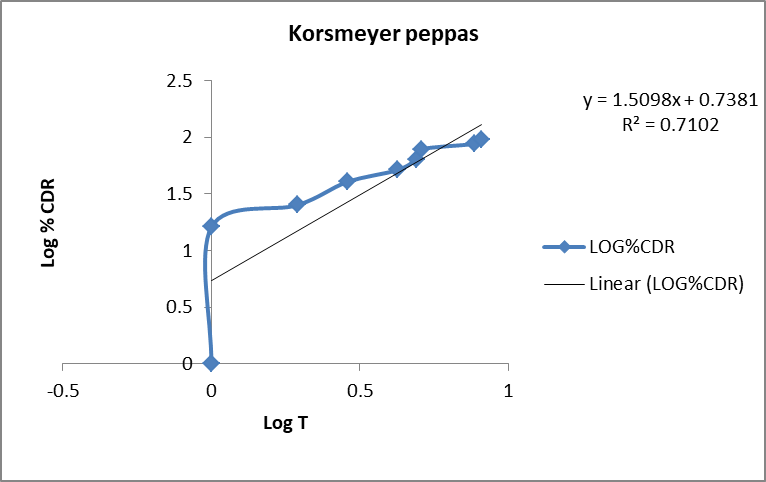 Korsmeyer peppas
y = 1.5098x + 0.7381
R² = 0.7102
2.5
2
1.5
1
0.5
0
-0.5
0
0.5
1
Log % CDR
Log T
LOG%CDR
Linear (LOG%CDR)